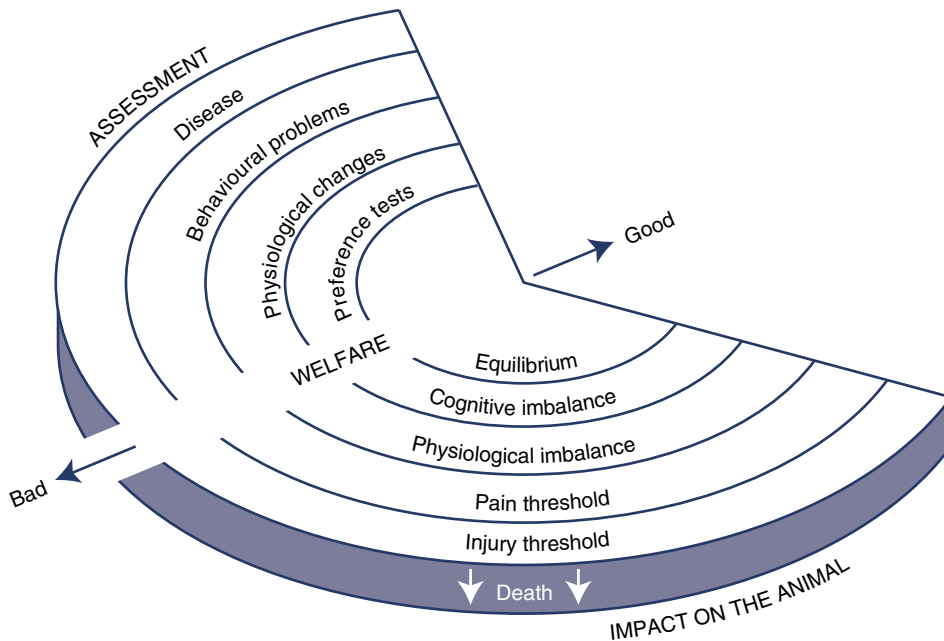 ASSESSMENT
Disease
Behavioural problems
Physiological changes
Preference tests
Good
WELFARE
Equilibrium
Cognitive imbalance
Physiological imbalance
Pain threshold
Injury threshold
Death
Bad
IMPACT ON THE ANIMAL